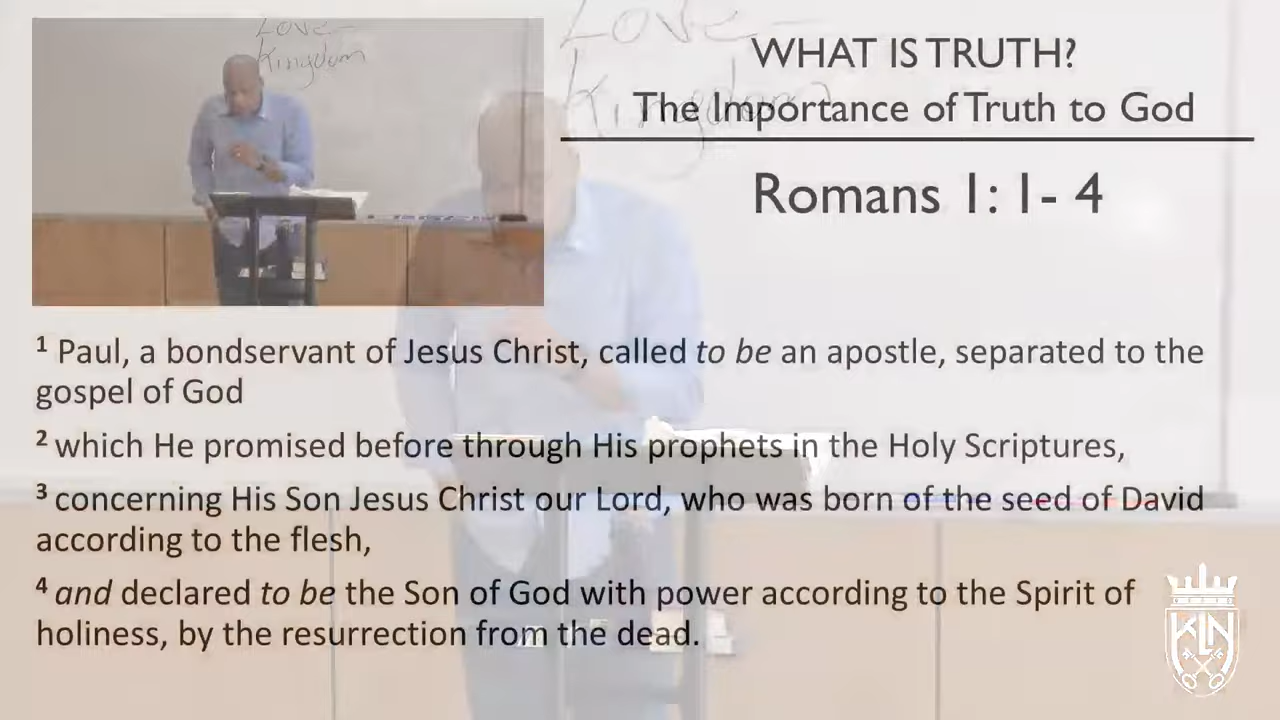 Love-
Kingdom
Love-
Kingdom
WHAT IS TRUTH?
The Importance of Truth to God
Romans 1: 1- 4
1 Paul, a bondservant of Jesus Christ, called to be an apostle, separated to the
gospel of God
2 which He promised before through His prophets in the Holy Scriptures,
3 concerning His Son Jesus Christ our Lord, who was born of the seed of David
according to the flesh,
4 and declared to be the Son of God with power according to the Spirit of
holiness, by the resurrection from the dead.
KLN